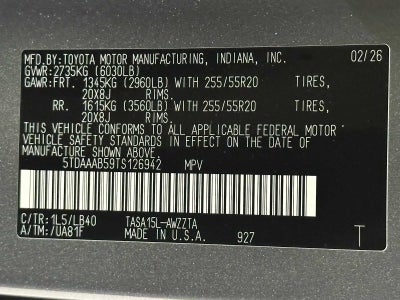 MFD.BY:TOYOTA MOTOR MANUFACTURING, INDIANA, INC. 02/26
GVWR:2735KG (6030LB)
GAWR:FRT. 1345KG (2960LB) WITH 255/55R20 TIRES,
20X8J RIMS.
RR. 1615KG (3560LB) WITH 255/55R20 TIRES,
20X8J RIMS.
THIS VEHICLE CONFORMS TO ALL APPLICABLE FEDERAL MOTOR
VEHICLE SAFETY STANDARDS IN EFFECT ON THE DATE OF
MANUFACTURE SHOWN ABOVE.
5TDAAAB59TS126942 MPV
C/TR:1L5/LB40 TASA15L-AWZZTA
A/TM:/UA81F MADE IN U.S.A. 927 T